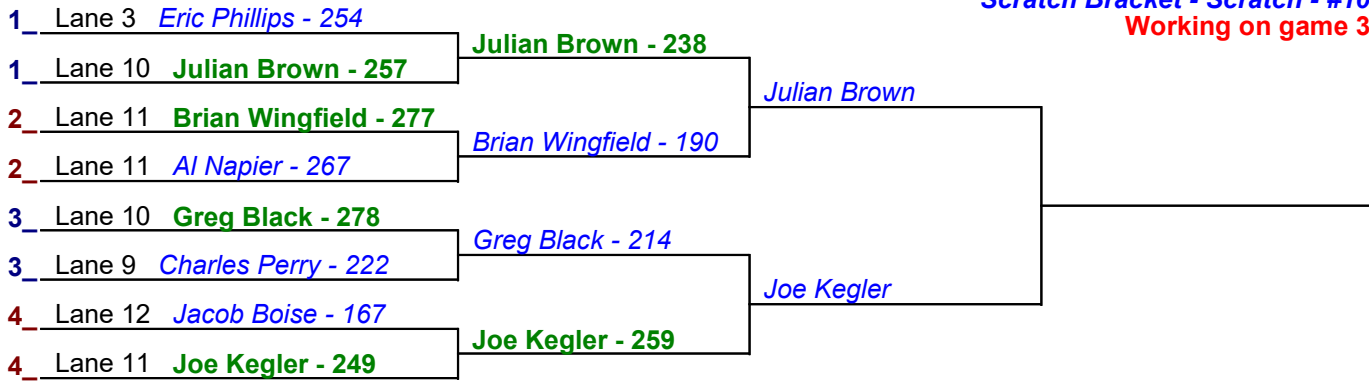 Scratch Bracket - Scratch - #10
Working on game 3
1_ Lane 3 Eric Phillips - 254
1_ Lane 10 Julian Brown - 257
2_ Lane 11 Brian Wingfield - 277
2_ Lane 11 Al Napier - 267
3_ Lane 10 Greg Black - 278
3_ Lane 9 Charles Perry - 222
4_ Lane 12 Jacob Boise - 167
4_ Lane 11 Joe Kegler - 249
Julian Brown - 238
Brian Wingfield - 190
Greg Black - 214
Joe Kegler - 259
Julian Brown
Joe Kegler